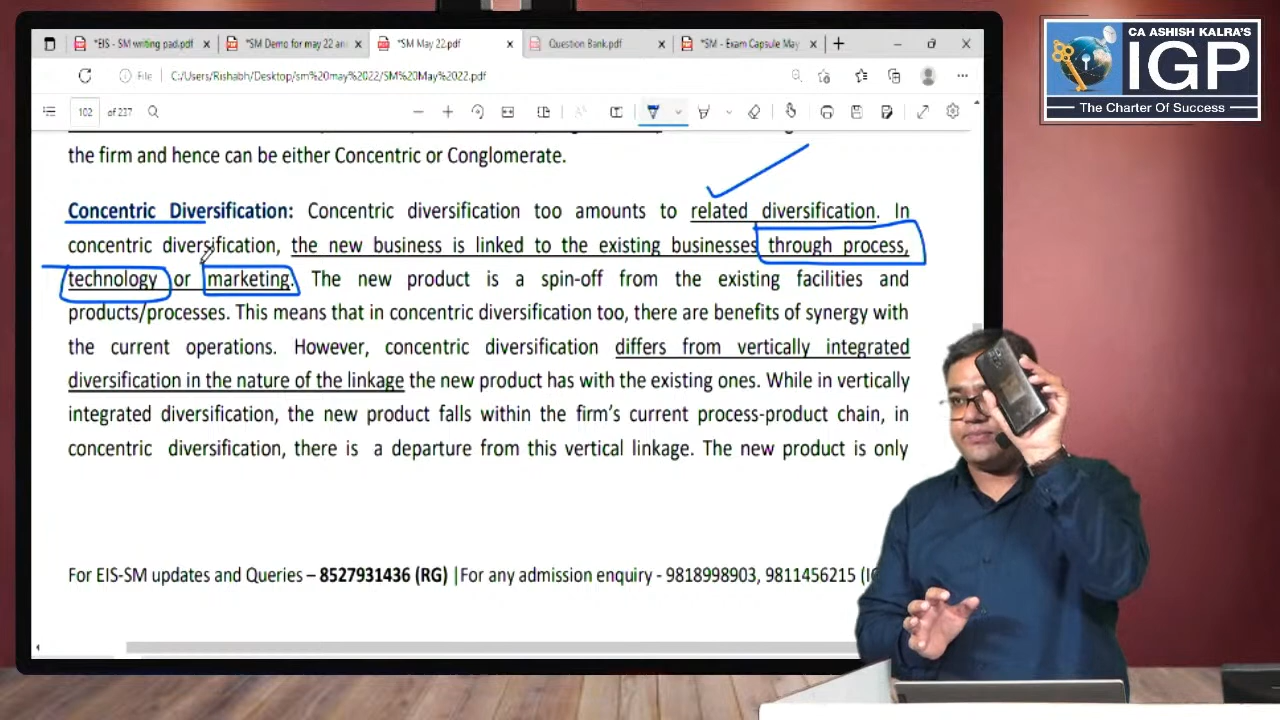 *EIS - SM writing pad.pdf
*SM Demo for may 22 an
*SM May 22.pdf
Question Bank.pdf
*SM - Exam Capsule May
CA ASHISH KALRA'S
IGP
The Charter Of Success
File
C:/Users/Rishabh/Desktop/sm%20may%2022/SM%20May%2022.pdf
102 of 237
the firm and hence can be either Concentric or Conglomerate.
Concentric Diversification: Concentric diversification too amounts to related diversification. In
concentric diversification, the new business is linked to the existing businesses through process,
technology or marketing. The new product is a spin-off from the existing facilities and
products/processes. This means that in concentric diversification too, there are benefits of synergy with
the current operations. However, concentric diversification differs from vertically integrated
diversification in the nature of the linkage the new product has with the existing ones. While in vertically
integrated diversification, the new product falls within the firm's current process-product chain, in
concentric diversification, there is a departure from this vertical linkage. The new product is only
For EIS-SM updates and Queries – 8527931436 (RG) |For any admission enquiry - 9818998903, 9811456215